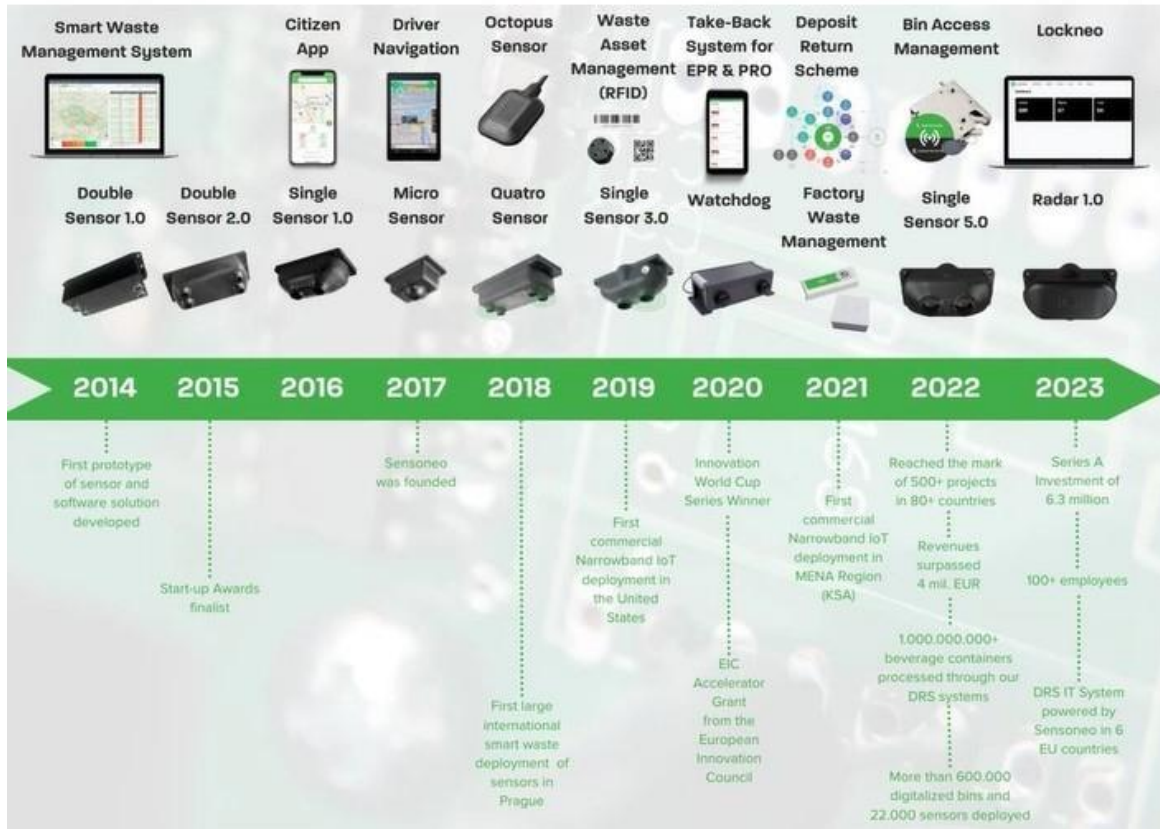 Smart Waste
Management System
Citizen
App
Driver
Navigation
Octopus
Sensor
Waste
Asset
Management
(RFID)
Take-Back
System for
EPR & PRO
Deposit
Return
Scheme
Bin Access
Management
Lockneo
Double
Sensor 1.0
Double
Sensor 2.0
Single
Sensor 1.0
Micro
Sensor
Quatro
Sensor
Single
Sensor 3.0
Watchdog
Factory
Waste
Management
Single
Sensor 5.0
Radar 1.0
2014
2015
2016
2017
2018
2019
2020
2021
2022
2023
First prototype
of sensor and
software solution
developed
Start-up Awards
finalist
Sensoneo
was founded
First large
international
smart waste
deployment of
sensors in
Prague
First
commercial
Narrowband IoT
deployment in
the United
States
Innovation
World Cup
Series Winner
EIC
Accelerator
Grant
from the
European
Innovation
Council
First
commercial
Narrowband IoT
deployment in
MENA Region
(KSA)
Reached the mark
of 500+ projects
in 80+ countries
Revenues
surpassed
4 mil. EUR
1.000.000.000+
beverage containers
processed through our
DRS systems
More than 600.000
digitalized bins and
22.000 sensors deployed
Series A
Investment of
6.3 million
100+ employees
DRS IT System
powered by
Sensoneo in 6
EU countries